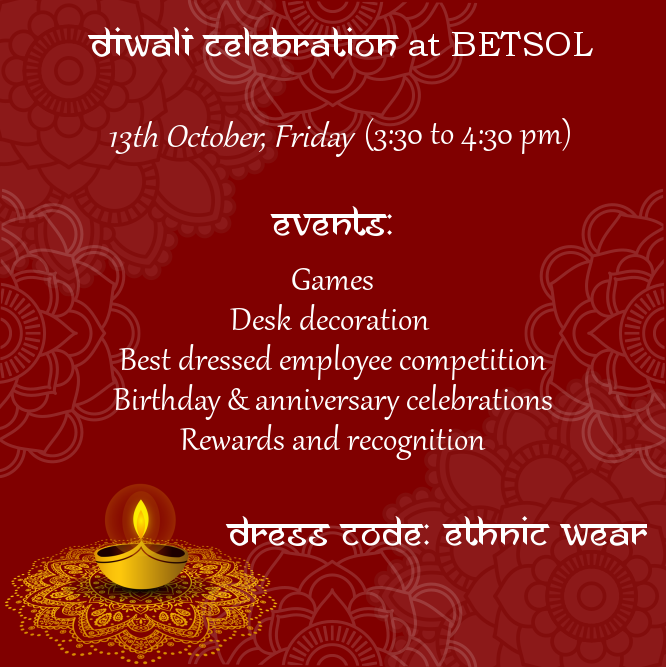 Diwali Celebration at BETSOL
13th October, Friday (3:30 to 4:30 pm)
Events:
Games
Desk decoration
Best dressed employee competition
Birthday & anniversary celebrations
Rewards and recognition
Dress Code: Ethnic Wear